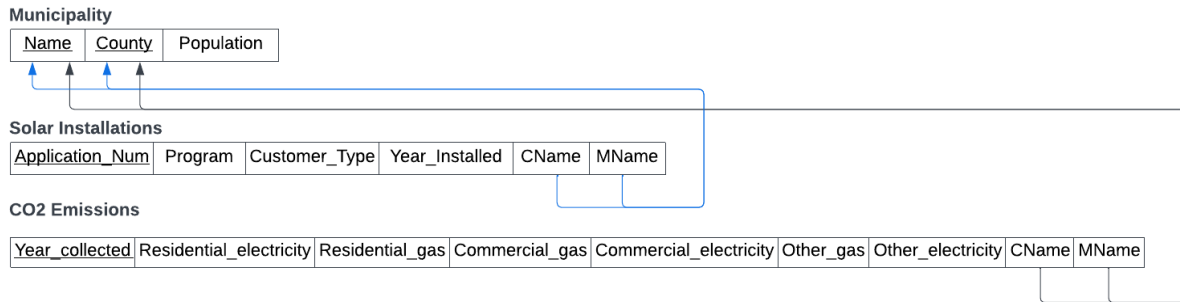 Municipality
Name County Population
Solar Installations
Application_Num Program Customer_Type Year_Installed CName MName
CO2 Emissions
Year_collected Residential_electricity Residential_gas Commercial_gas Commercial_electricity Other_gas Other_electricity CName MName